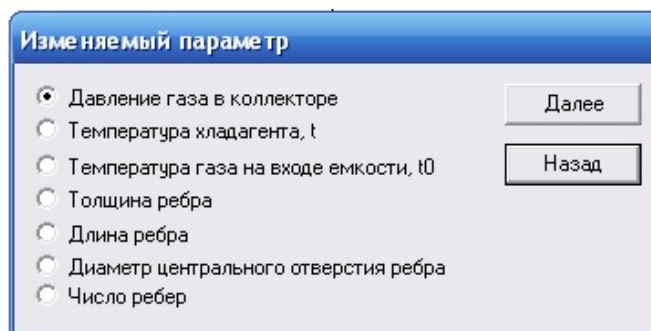 Изменяемый параметр
Давление газа в коллекторе
Далее
Температура хладагента, t
Температура газа на входе емкости, t0
Назад
Толщина ребра
Длина ребра
Диаметр центрального отверстия ребра
Число ребер